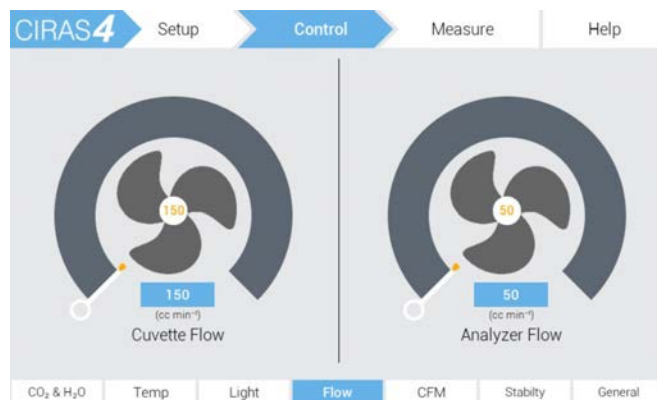 CIRAS4 Setup Control Measure Help
150
50
150
50
(cc min⁻¹)
(cc min⁻¹)
Cuvette Flow
Analyzer Flow
CO₂ & H₂O Temp Light Flow CFM Stabilty General